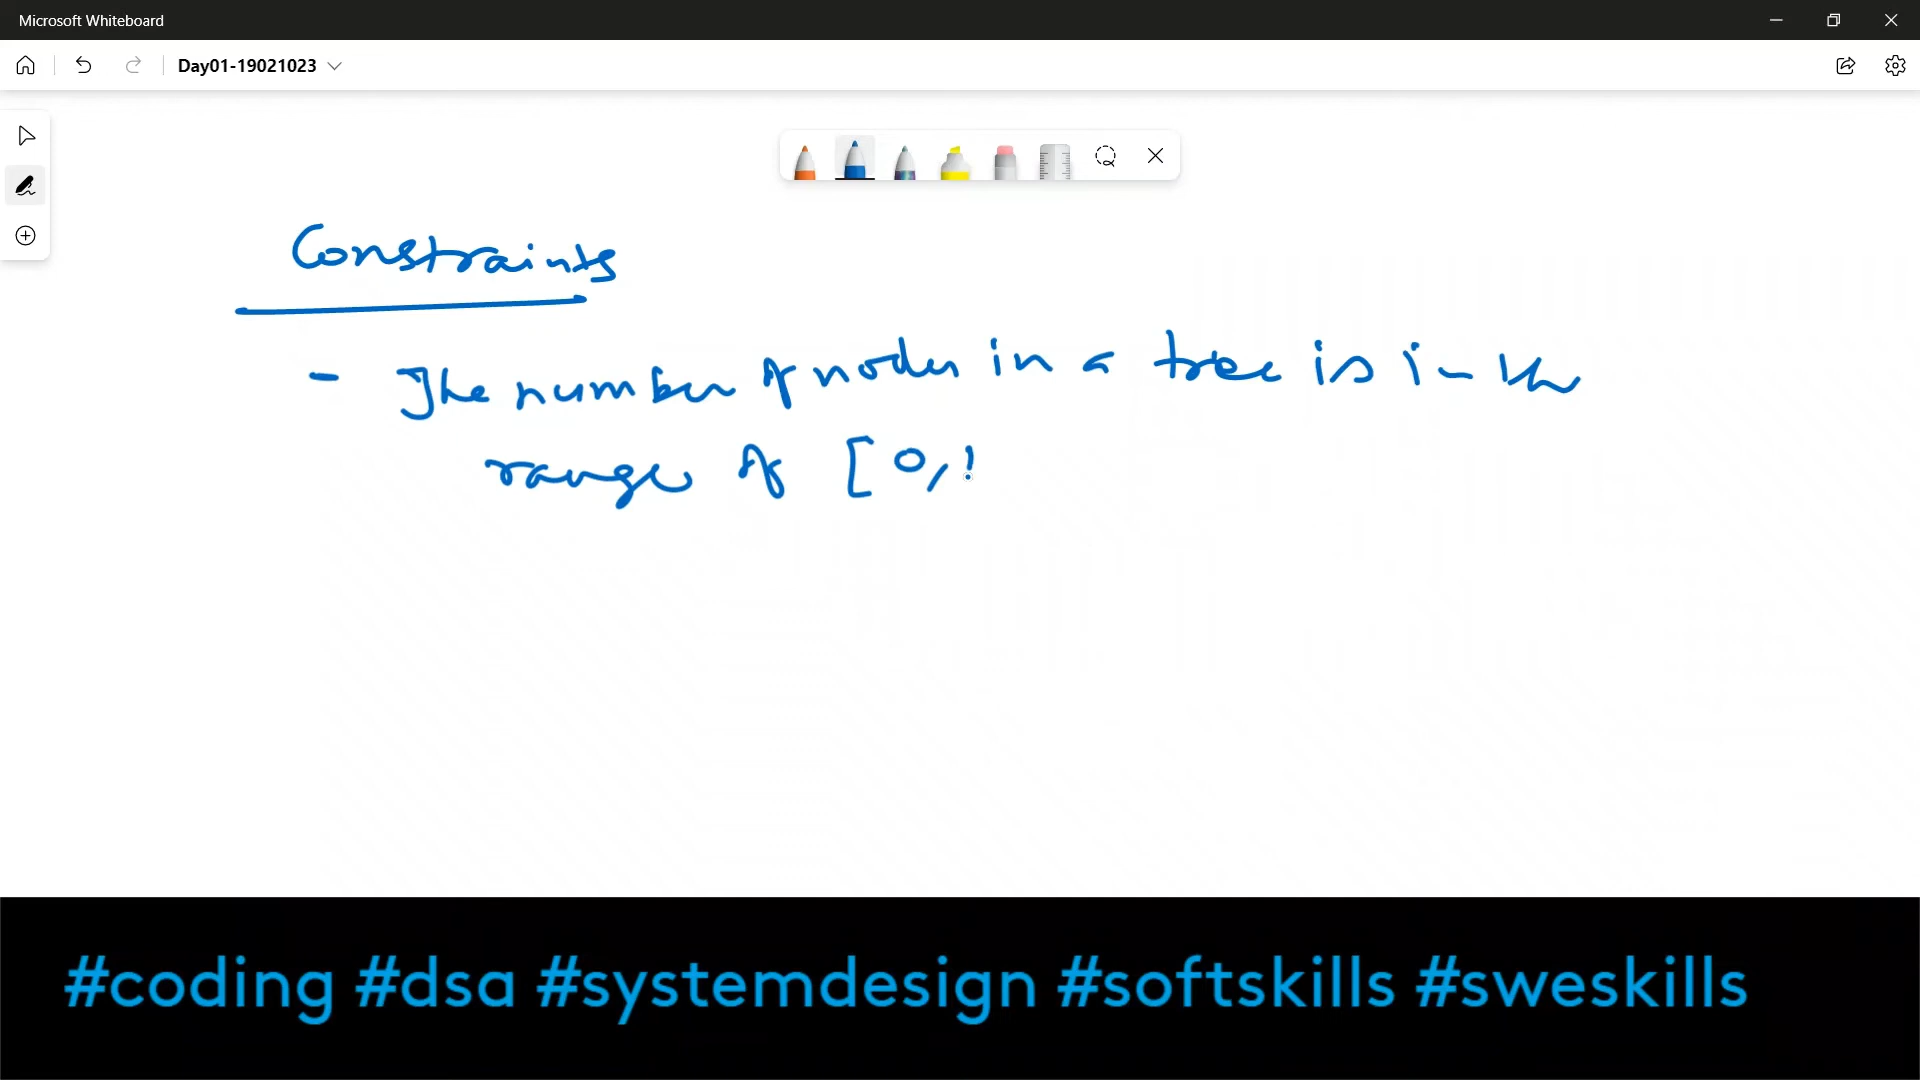 Microsoft Whiteboard
Day01-19021023
Constraints
- The number of nodes in a tree is in the
range of [0,
#coding #dsa #systemdesign #softskills #sweskills